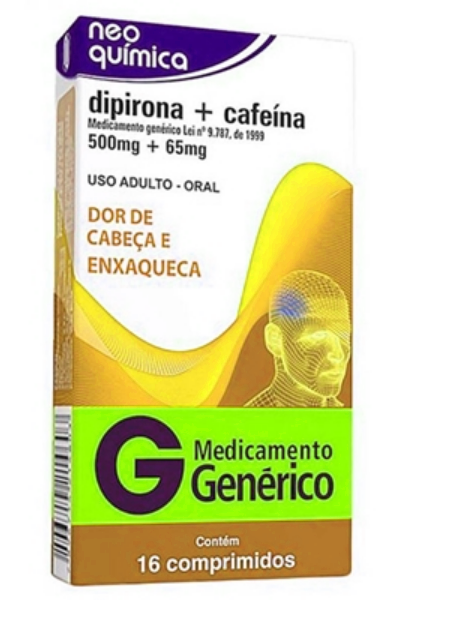 neo
química
dipirona + cafeína
Medicamento genérico Lei nº 9.787, de 1999
500mg + 65mg
USO ADULTO - ORAL
DOR DE
CABEÇA E
ENXAQUECA
G Medicamento
Genérico
Contém
16 comprimidos